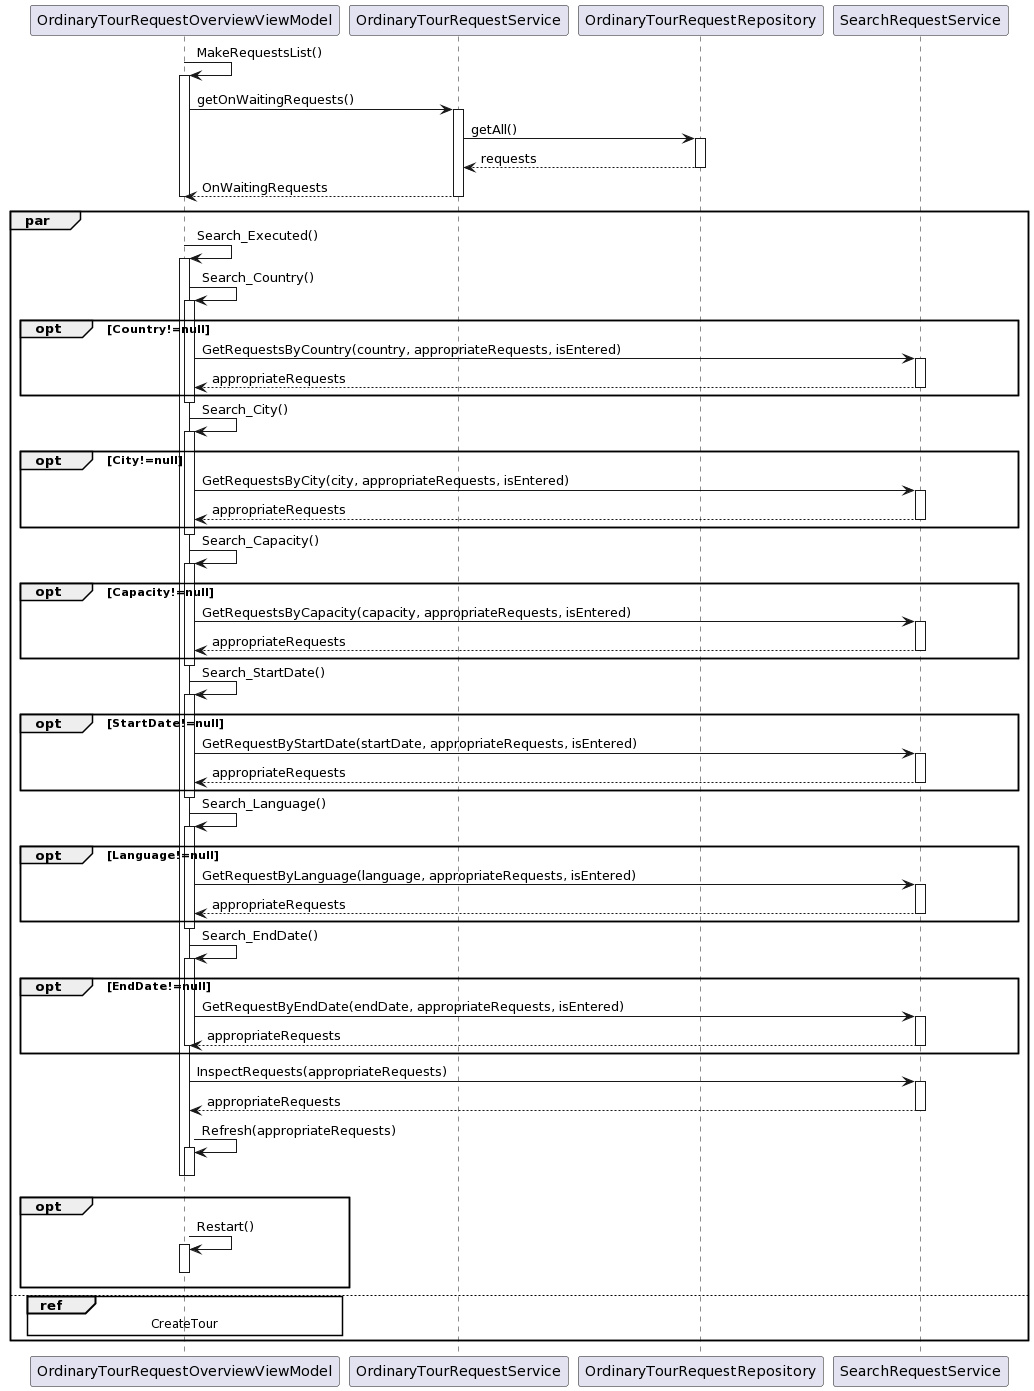 OrdinaryTourRequestOverviewViewModel OrdinaryTourRequestService OrdinaryTourRequestRepository SearchRequestService
MakeRequestsList()
getOnWaitingRequests()
getAll()
requests
OnWaitingRequests
par
Search_Executed()
Search_Country()
opt [Country!=null]
GetRequestsByCountry(country, appropriateRequests, isEntered)
appropriateRequests
Search_City()
opt [City!=null]
GetRequestsByCity(city, appropriateRequests, isEntered)
appropriateRequests
Search_Capacity()
opt [Capacity!=null]
GetRequestsByCapacity(capacity, appropriateRequests, isEntered)
appropriateRequests
Search_StartDate()
opt [StartDate!=null]
GetRequestByStartDate(startDate, appropriateRequests, isEntered)
appropriateRequests
Search_Language()
opt [Language!=null]
GetRequestByLanguage(language, appropriateRequests, isEntered)
appropriateRequests
Search_EndDate()
opt [EndDate!=null]
GetRequestByEndDate(endDate, appropriateRequests, isEntered)
appropriateRequests
InspectRequests(appropriateRequests)
appropriateRequests
Refresh(appropriateRequests)
opt
Restart()
ref
CreateTour
OrdinaryTourRequestOverviewViewModel OrdinaryTourRequestService OrdinaryTourRequestRepository SearchRequestService